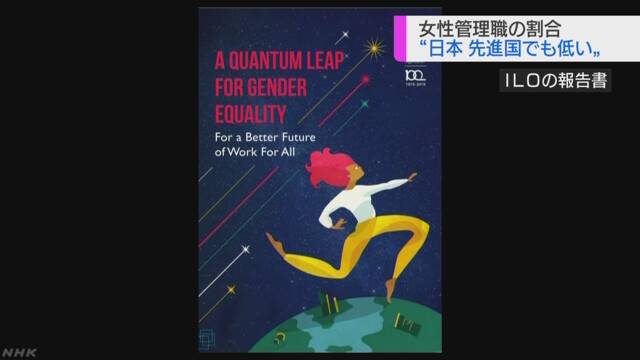 女性管理職の割合
“日本 先進国でも低い„
ILOの報告書
A QUANTUM LEAP
FOR GENDER
EQUALITY
For a Better Future
of Work For All
100
1919-2019
NHK